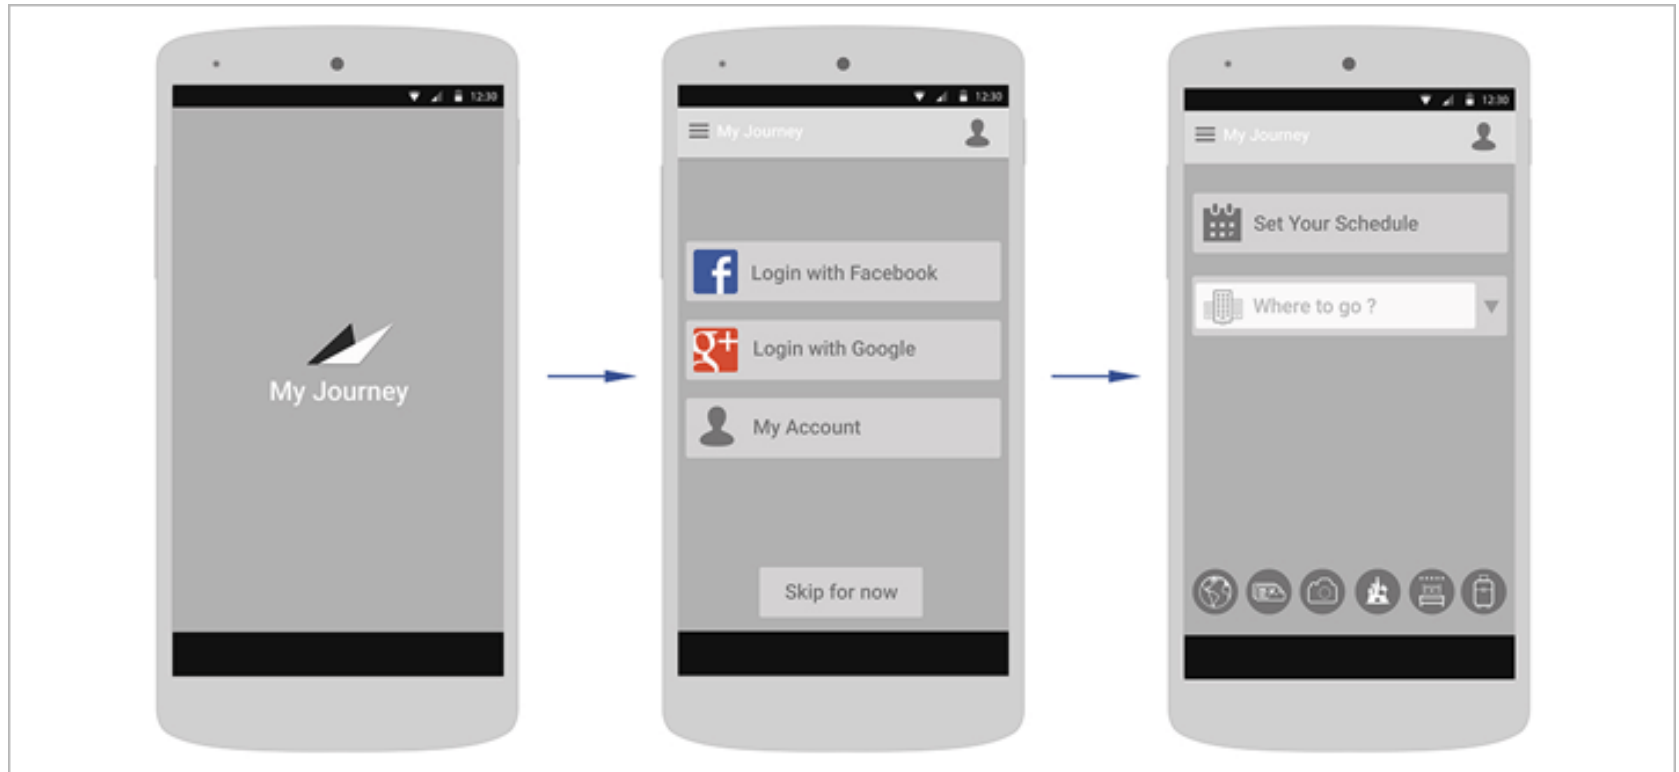 12:30
My Journey
12:30
My Journey
f Login with Facebook
g+ Login with Google
My Account
Skip for now
12:30
My Journey
Set Your Schedule
Where to go ?